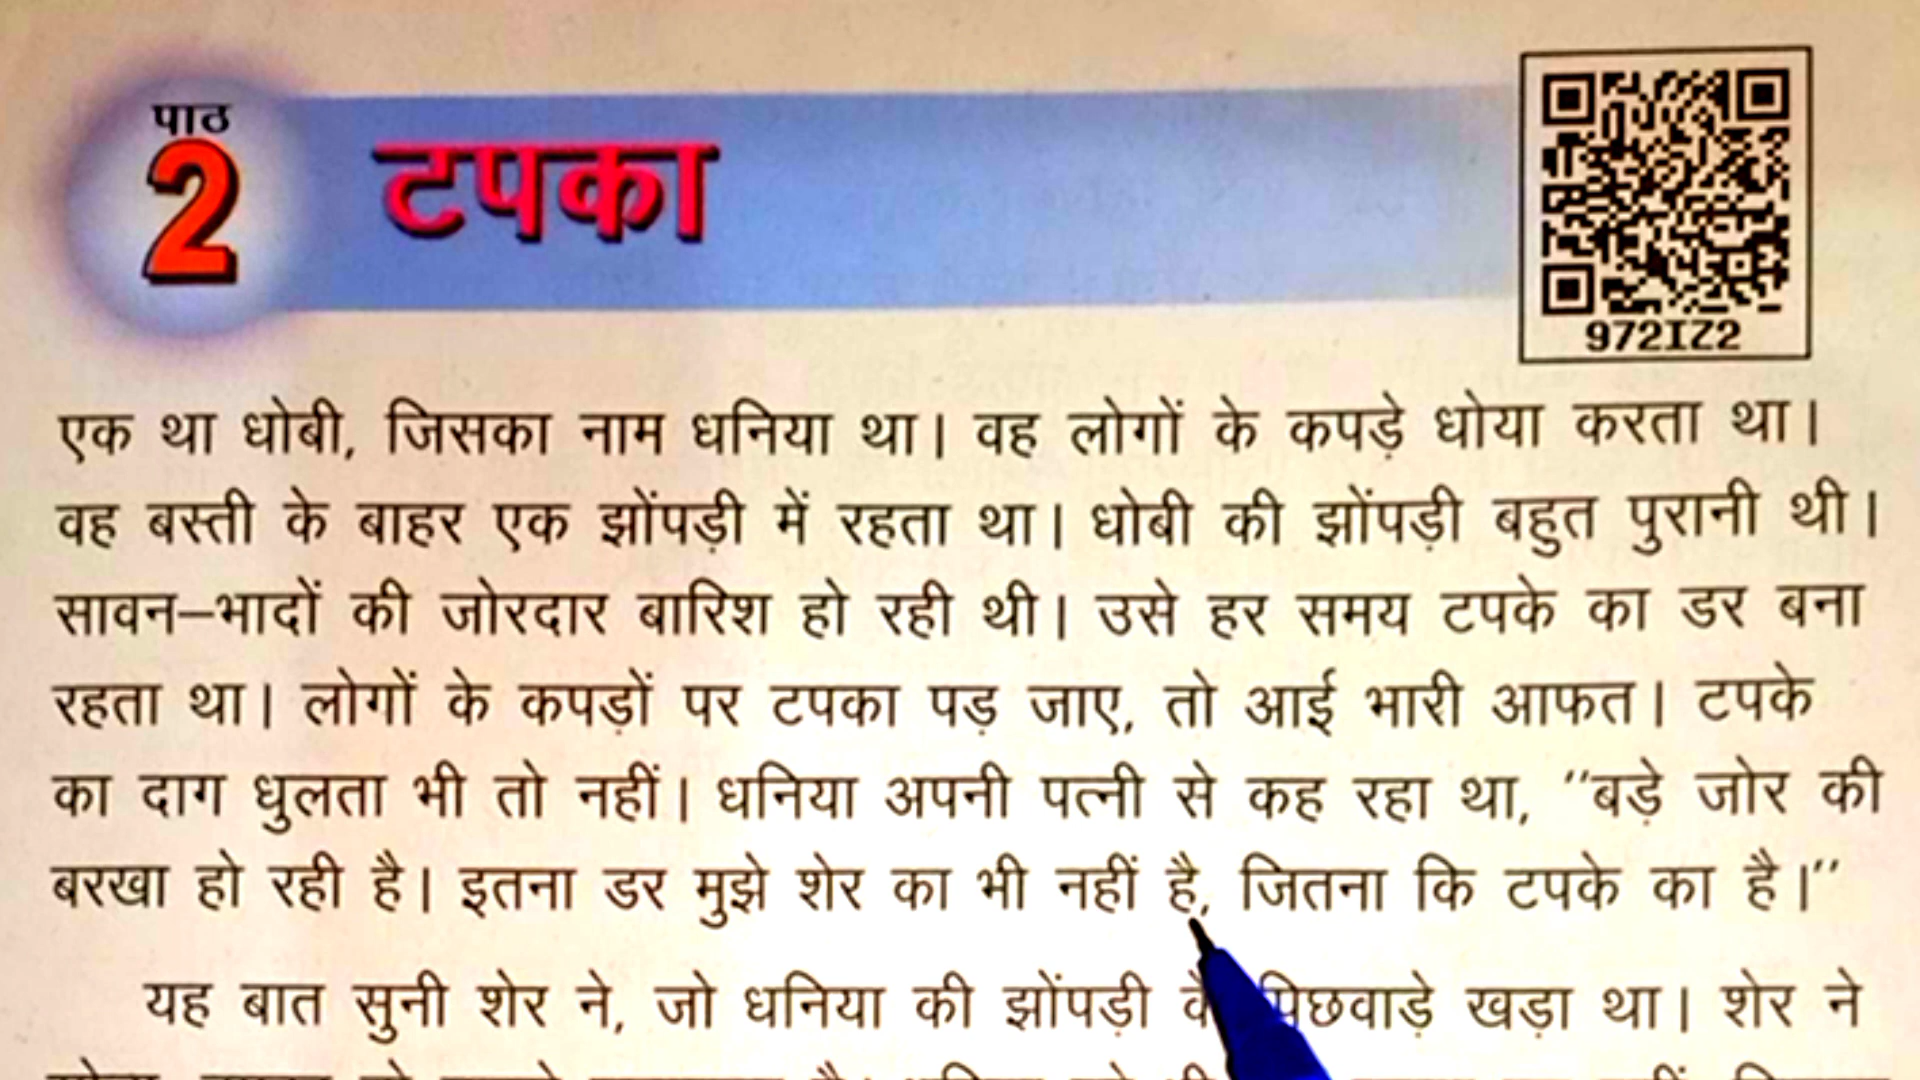 पाठ
2
टपका
972IZ2
एक था धोबी, जिसका नाम धनिया था। वह लोगों के कपड़े धोया करता था।
वह बस्ती के बाहर एक झोंपड़ी में रहता था। धोबी की झोंपड़ी बहुत पुरानी थी।
सावन–भादों की जोरदार बारिश हो रही थी। उसे हर समय टपके का डर बना
रहता था। लोगों के कपड़ों पर टपका पड़ जाए, तो आई भारी आफत। टपके
का दाग धुलता भी तो नहीं। धनिया अपनी पत्नी से कह रहा था, "बड़े जोर की
बरखा हो रही है। इतना डर मुझे शेर का भी नहीं है, जितना कि टपके का है।"
यह बात सुनी शेर ने, जो धनिया की झोंपड़ी के पिछवाड़े खड़ा था। शेर ने